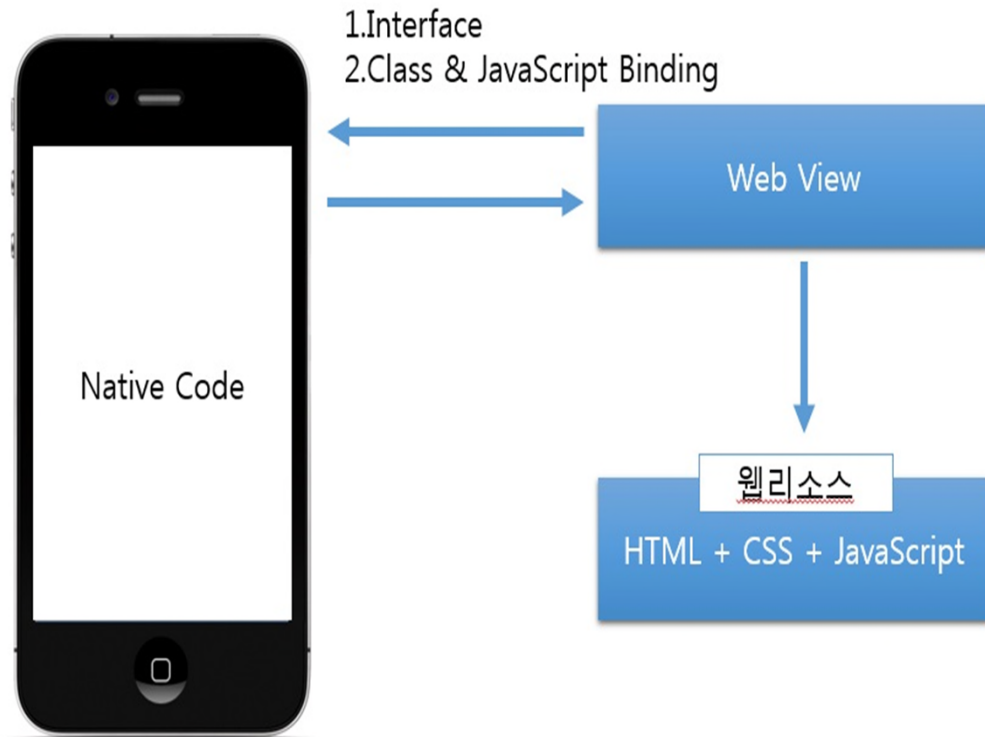 1.Interface
2.Class & JavaScript Binding
Web View
Native Code
웹리소스
HTML + CSS + JavaScript